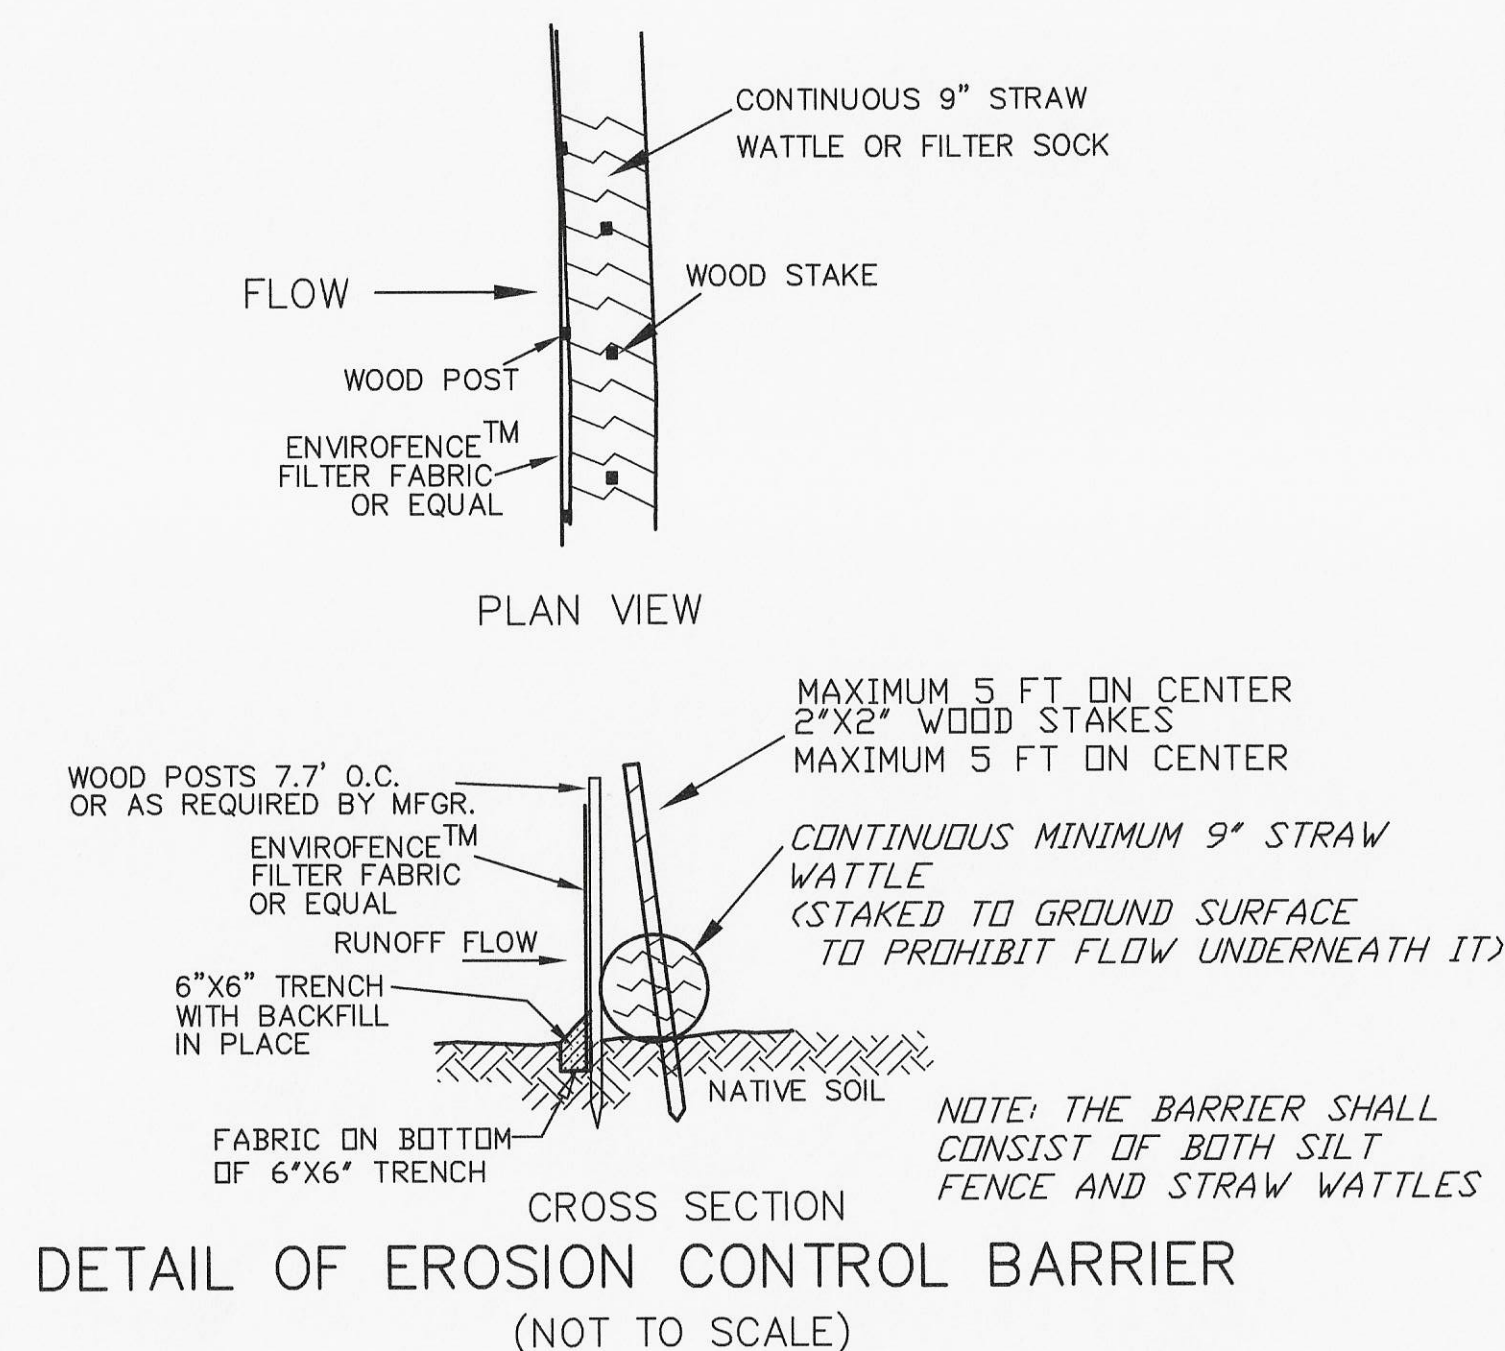 CONTINUOUS 9" STRAW
WATTLE OR FILTER SOCK
WOOD STAKE
FLOW
WOOD POST
ENVIROFENCE™
FILTER FABRIC
OR EQUAL
PLAN VIEW
MAXIMUM 5 FT ON CENTER
2"X2" WOOD STAKES
MAXIMUM 5 FT ON CENTER
WOOD POSTS 7.7' O.C.
OR AS REQUIRED BY MFGR.
ENVIROFENCE™
FILTER FABRIC
OR EQUAL
CONTINUOUS MINIMUM 9" STRAW
WATTLE
(STAKED TO GROUND SURFACE
TO PROHIBIT FLOW UNDERNEATH IT)
RUNOFF FLOW
6"X6" TRENCH
WITH BACKFILL
IN PLACE
NATIVE SOIL
FABRIC ON BOTTOM
OF 6"X6" TRENCH
NOTE: THE BARRIER SHALL
CONSIST OF BOTH SILT
FENCE AND STRAW WATTLES
CROSS SECTION
DETAIL OF EROSION CONTROL BARRIER
(NOT TO SCALE)